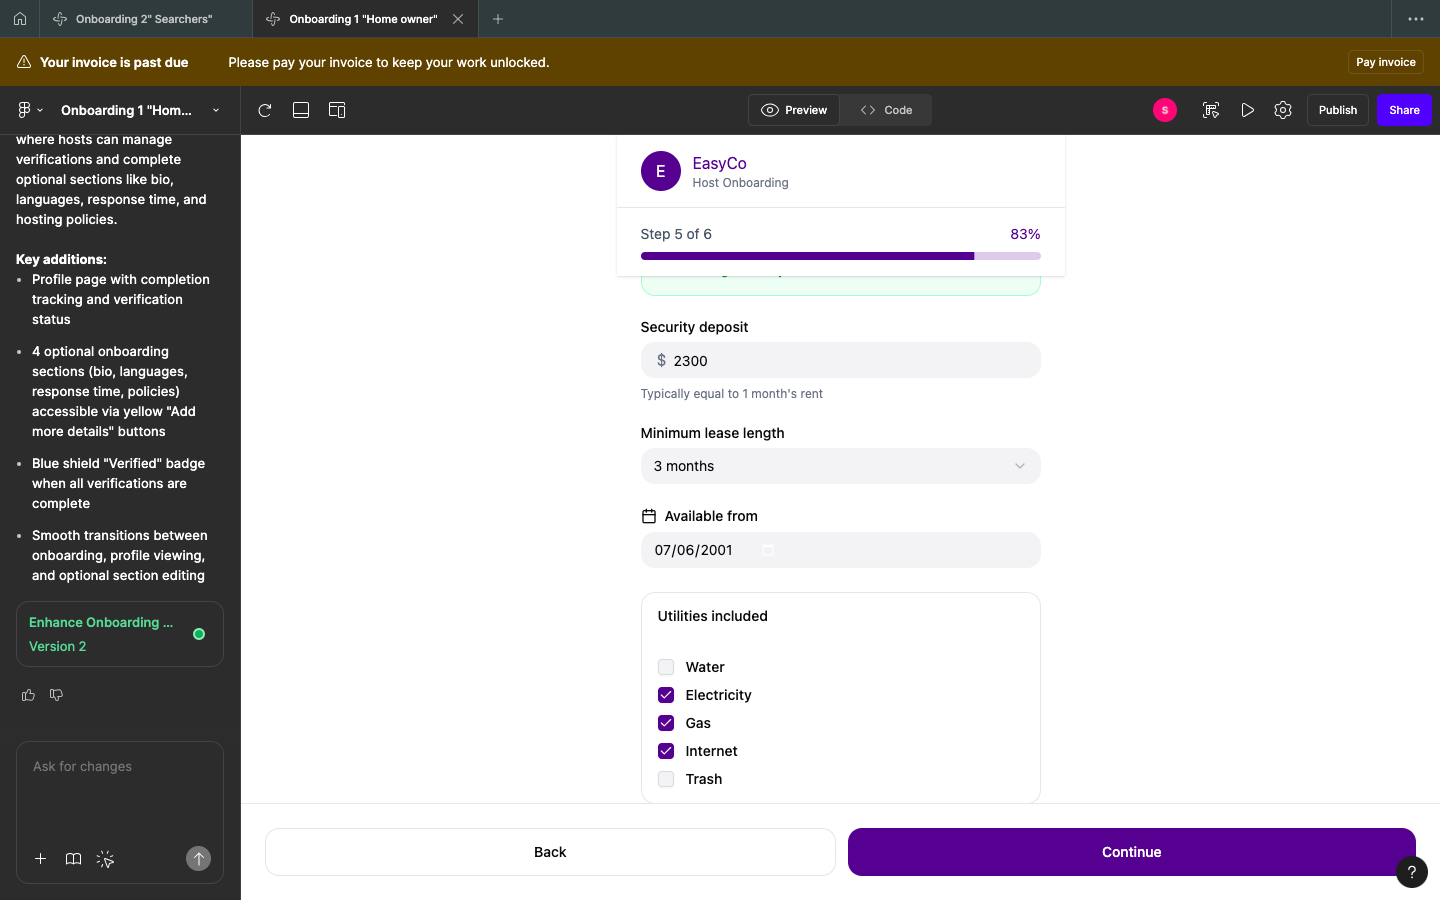 Onboarding 2" Searchers"
Onboarding 1 "Home owner"
Your invoice is past due
Please pay your invoice to keep your work unlocked.
Pay invoice
Onboarding 1 "Hom...
Preview
Code
S
Publish
Share
where hosts can manage
verifications and complete
optional sections like bio,
languages, response time, and
hosting policies.
Key additions:
• Profile page with completion
tracking and verification
status
• 4 optional onboarding
sections (bio, languages,
response time, policies)
accessible via yellow "Add
more details" buttons
• Blue shield "Verified" badge
when all verifications are
complete
• Smooth transitions between
onboarding, profile viewing,
and optional section editing
Enhance Onboarding ...
Version 2
Ask for changes
E
EasyCo
Host Onboarding
Step 5 of 6
83%
Security deposit
$ 2300
Typically equal to 1 month's rent
Minimum lease length
3 months
Available from
07/06/2001
Utilities included
Water
Electricity
Gas
Internet
Trash
Back
Continue
?